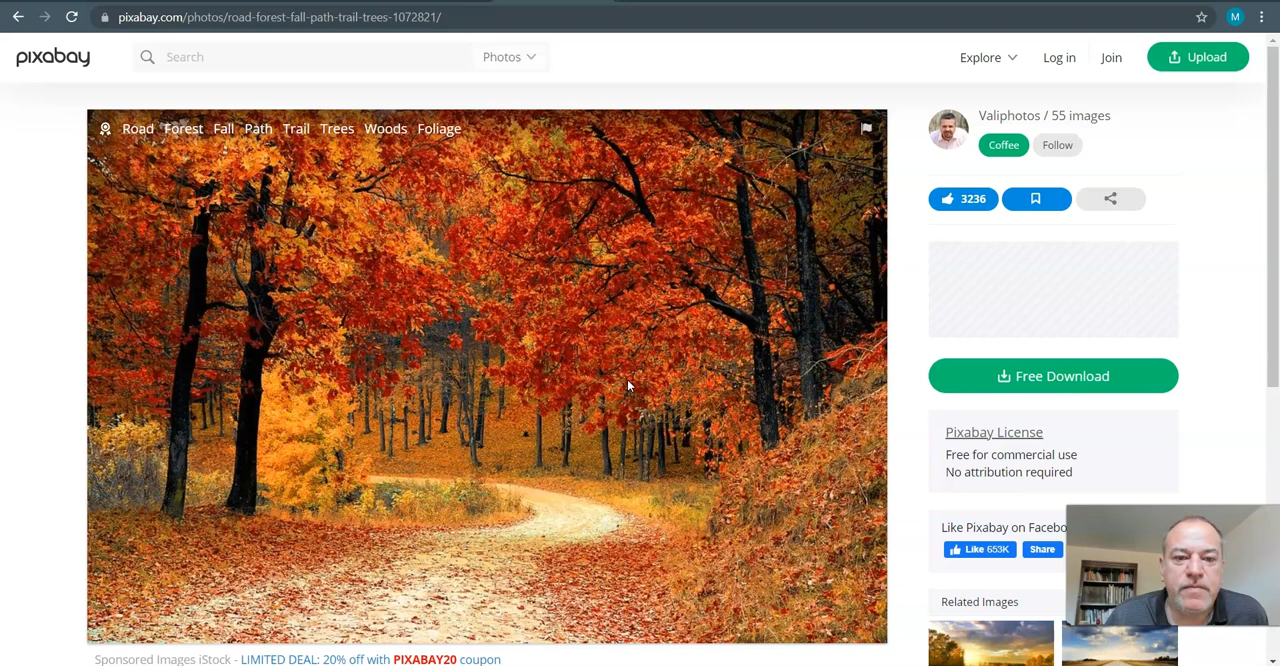 pixabay.com/photos/road-forest-fall-path-trail-trees-1072821/
M
pixabay
Search
Photos
Explore
Log in
Join
Upload
Road Forest Fall Path Trail Trees Woods Foliage
Valiphotos / 55 images
Coffee
Follow
3236
Free Download
Pixabay License
Free for commercial use
No attribution required
Like Pixabay on Facebo
Like 653K
Share
Related Images
Sponsored Images iStock - LIMITED DEAL: 20% off with PIXABAY20 coupon